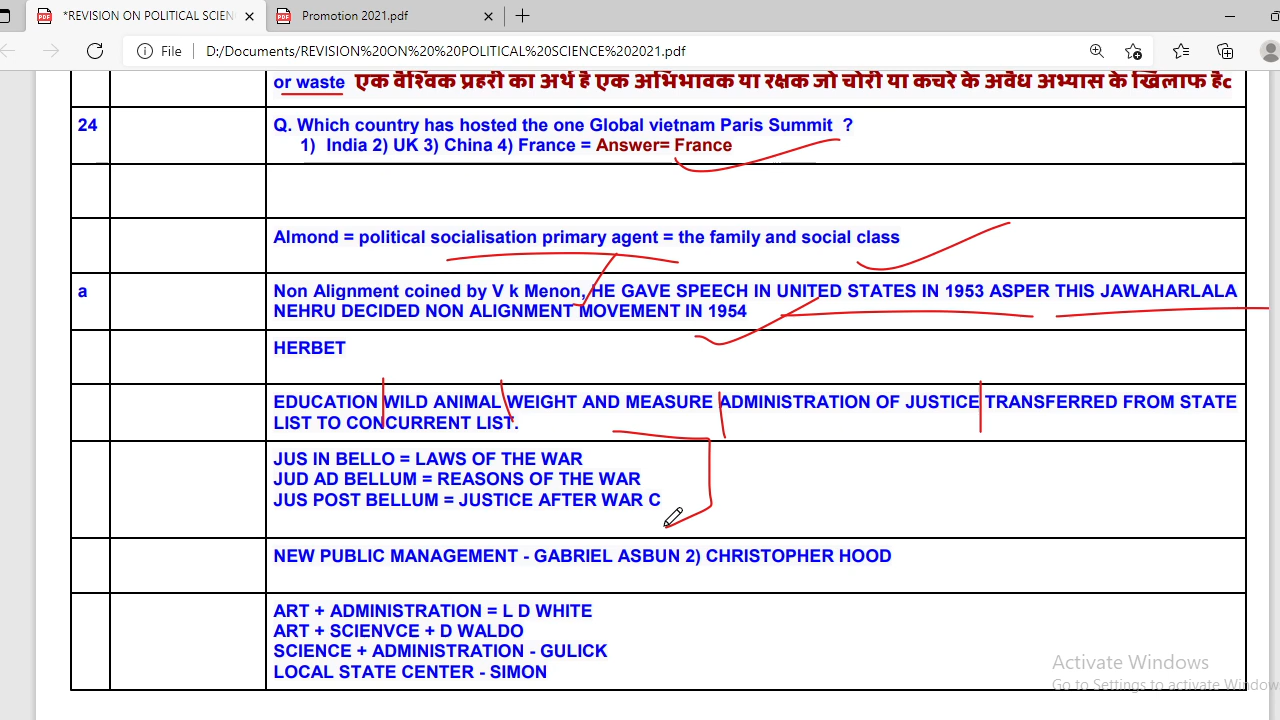 *REVISION ON POLITICAL SCIEN
Promotion 2021.pdf
File
D:/Documents/REVISION%20ON%20%20POLITICAL%20SCIENCE%202021.pdf
or waste एक वैश्विक प्रहरी का अर्थ है एक अभिभावक या रक्षक जो चोरी या कचरे के अवैध अभ्यास के खिलाफ हैc
24
Q. Which country has hosted the one Global vietnam Paris Summit ?
1) India 2) UK 3) China 4) France = Answer= France
Almond = political socialisation primary agent = the family and social class
a
Non Alignment coined by V k Menon, HE GAVE SPEECH IN UNITED STATES IN 1953 ASPER THIS JAWAHARLALA
NEHRU DECIDED NON ALIGNMENT MOVEMENT IN 1954
HERBET
EDUCATION WILD ANIMAL WEIGHT AND MEASURE ADMINISTRATION OF JUSTICE TRANSFERRED FROM STATE
LIST TO CONCURRENT LIST.
JUS IN BELLO = LAWS OF THE WAR
JUD AD BELLUM = REASONS OF THE WAR
JUS POST BELLUM = JUSTICE AFTER WAR C
NEW PUBLIC MANAGEMENT - GABRIEL ASBUN 2) CHRISTOPHER HOOD
ART + ADMINISTRATION = L D WHITE
ART + SCIENVCE + D WALDO
SCIENCE + ADMINISTRATION - GULICK
LOCAL STATE CENTER - SIMON
Activate Windows
Go to Settings to activate Window